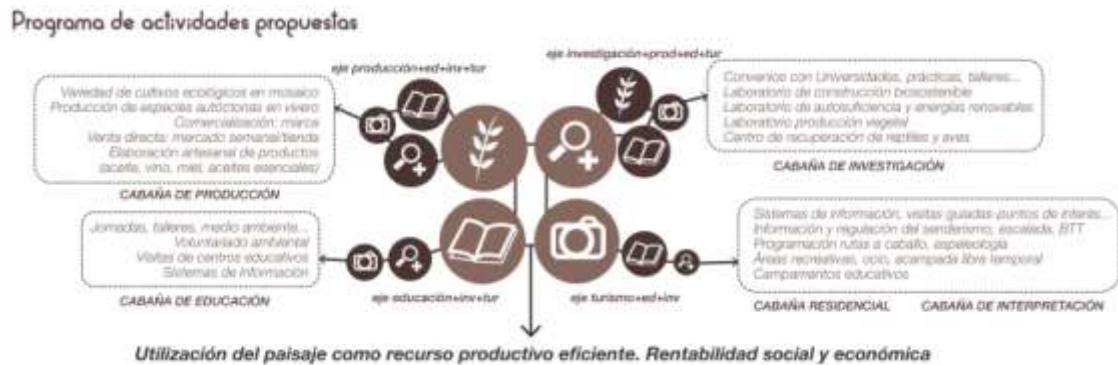 Programa de actividades propuestas
eje producción+ed+inv+tur
Variedad de cultivos ecológicos en mosaico
Producción de especies autóctonas en vivero
Comercialización: marca
Venta directa: mercado semanal/tienda
Elaboración artesanal de productos
(aceite, vino, miel, aceites esenciales)
CABAÑA DE PRODUCCIÓN
eje investigación+prod+ed+tur
Convenios con Universidades, prácticas, talleres...
Laboratorio de construcción biosostenible
Laboratorio de autosuficiencia y energías renovables
Laboratorio producción vegetal
Centro de recuperación de reptiles y aves
CABAÑA DE INVESTIGACIÓN
Jornadas, talleres, medio ambiente...
Voluntariado ambiental
Visitas de centros educativos
Sistemas de información
CABAÑA DE EDUCACIÓN
eje educación+inv+tur
Sistemas de información, visitas guiadas-puntos de interés...
Información y regulación del senderismo, escalada, BTT
Programación rutas a caballo, espeleología
Áreas recreativas, ocio, acampada libre temporal
Campamentos educativos
CABAÑA RESIDENCIAL CABAÑA DE INTERPRETACIÓN
eje turismo+ed+inv
Utilización del paisaje como recurso productivo eficiente. Rentabilidad social y económica